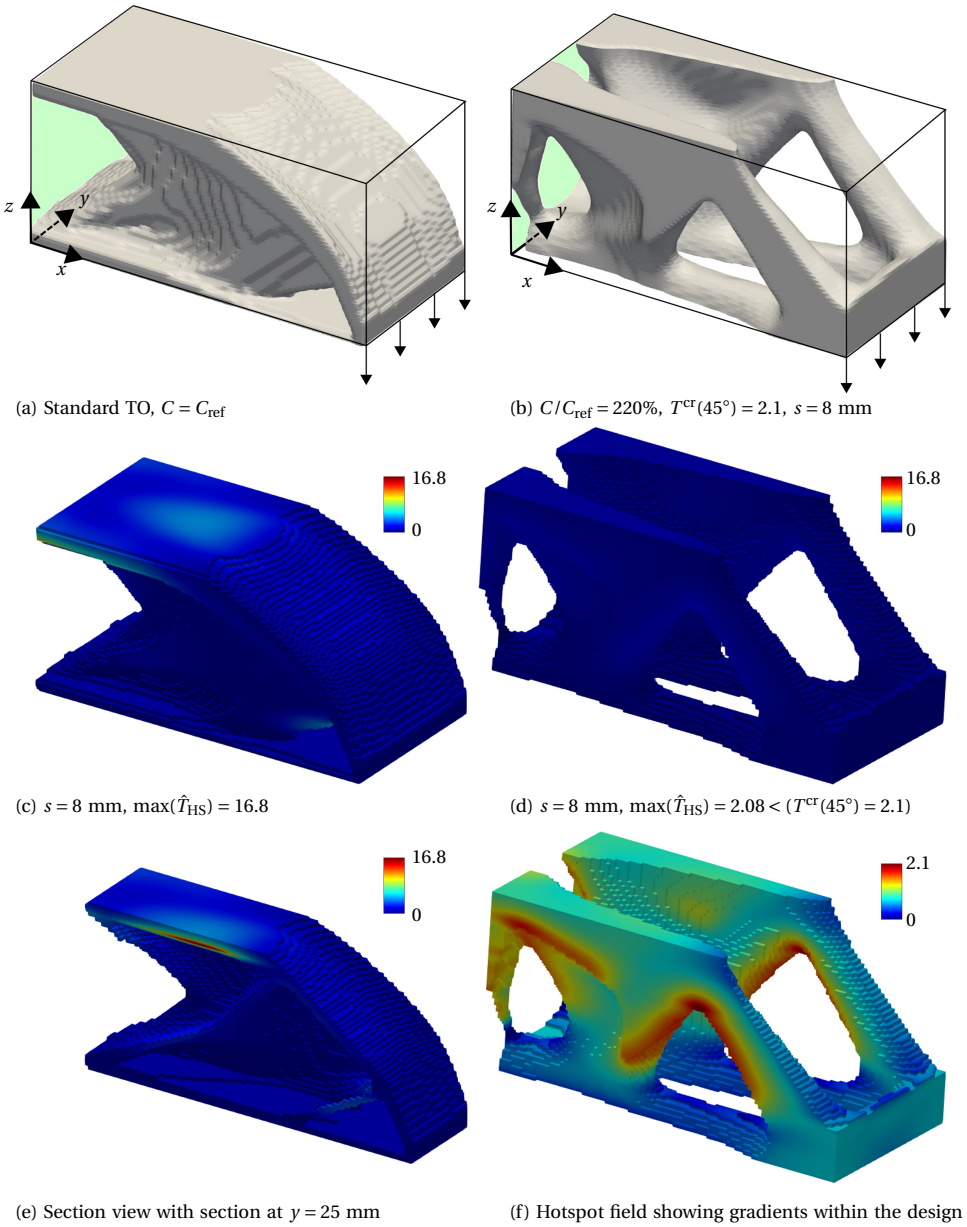 z
y
x
z
y
x
(a) Standard TO, C = C_ref
(b) C/C_ref = 220%, T^cr(45°) = 2.1, s = 8 mm
16.8
0
16.8
0
(c) s = 8 mm, max(T̂_HS) = 16.8
(d) s = 8 mm, max(T̂_HS) = 2.08 < (T^cr(45°) = 2.1)
16.8
0
2.1
0
(e) Section view with section at y = 25 mm
(f) Hotspot field showing gradients within the design